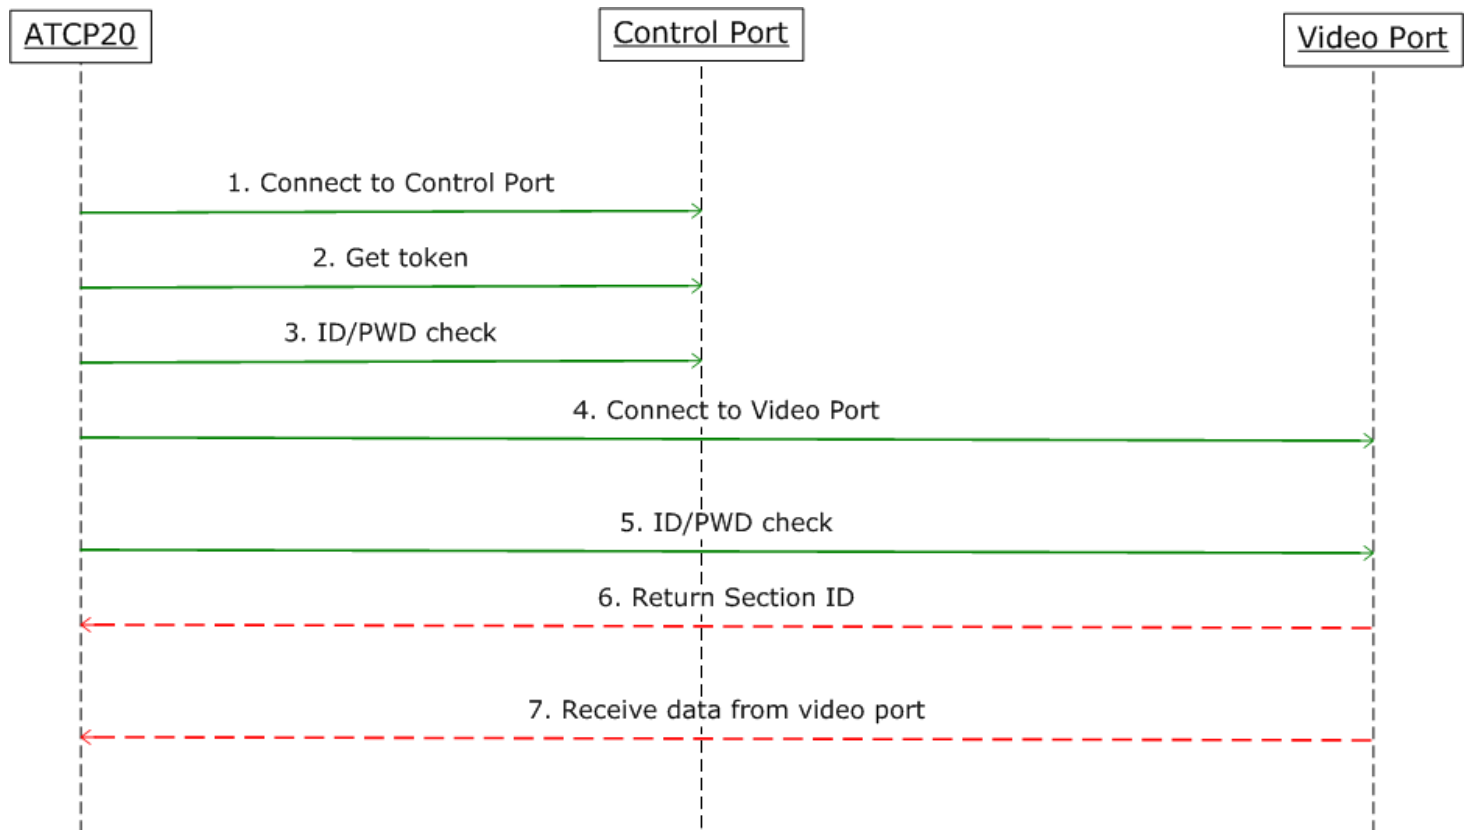 ATCP20
Control Port
Video Port
1. Connect to Control Port
2. Get token
3. ID/PWD check
4. Connect to Video Port
5. ID/PWD check
6. Return Section ID
7. Receive data from video port